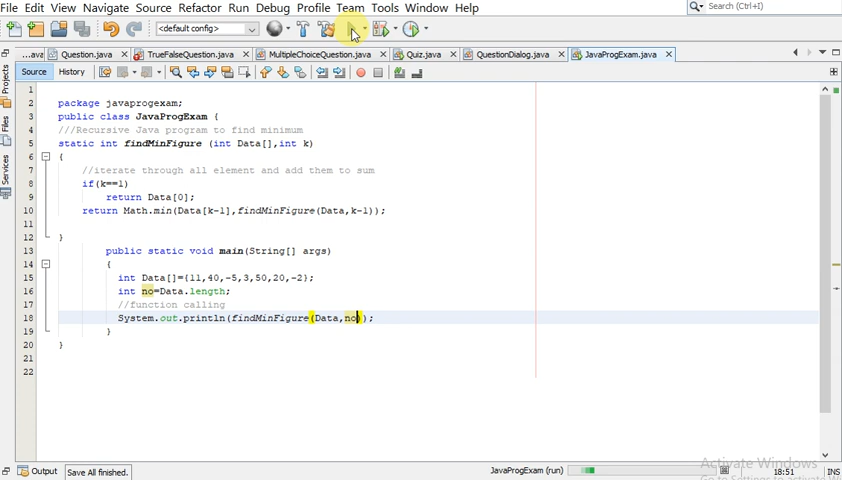 File Edit View Navigate Source Refactor Run Debug Profile Team Tools Window Help
Search (Ctrl+I)
<default config>
...ava
Question.java
TrueFalseQuestion.java
MultipleChoiceQuestion.java
Quiz.java
QuestionDialog.java
JavaProgExam.java
Source History
Projects
Files
Services
1
2 package javaprogexam;
3 public class JavaProgExam {
4 ///Recursive Java program to find minimum
5 static int findMinFigure (int Data[],int k)
6 {
7 //iterate through all element and add them to sum
8 if(k==1)
9 return Data[0];
10 return Math.min(Data[k-1],findMinFigure(Data,k-1));
11
12 }
13 public static void main(String[] args)
14 {
15 int Data[]={11,40,-5,3,50,20,-2};
16 int no=Data.length;
17 //function calling
18 System.out.println(findMinFigure(Data,no));
19 }
20 }
21
22
Activate Windows
Output
Save All finished.
JavaProgExam (run)
18:51
INS
Go to Settings to activate Wi